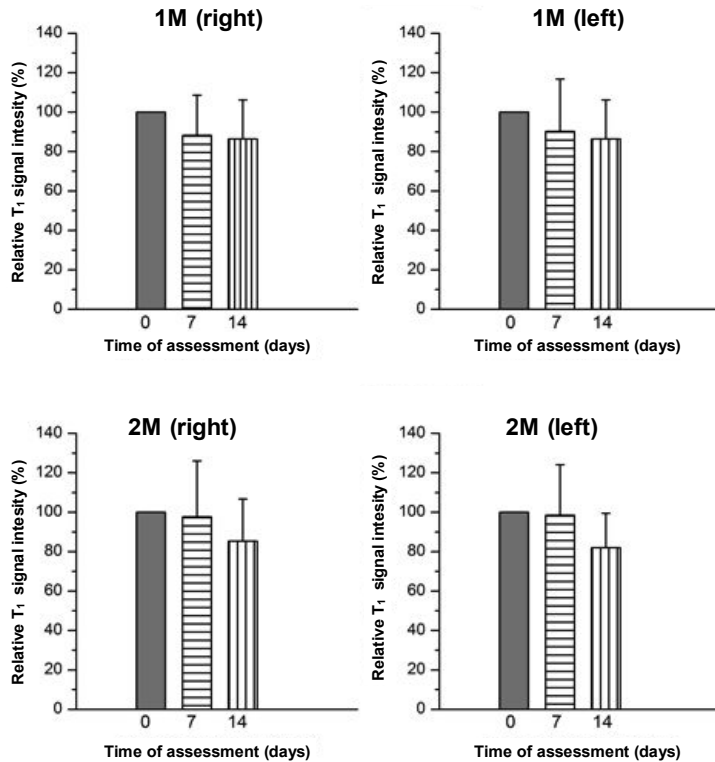 1M (right)
140
120
100
80
60
40
20
0
Relative T₁ signal intesity (%)
0 7 14
Time of assessment (days)
1M (left)
140
120
100
80
60
40
20
0
Relative T₁ signal intesity (%)
0 7 14
Time of assessment (days)
2M (right)
140
120
100
80
60
40
20
0
Relative T₁ signal intesity (%)
0 7 14
Time of assessment (days)
2M (left)
140
120
100
80
60
40
20
0
Relative T₁ signal intesity (%)
0 7 14
Time of assessment (days)